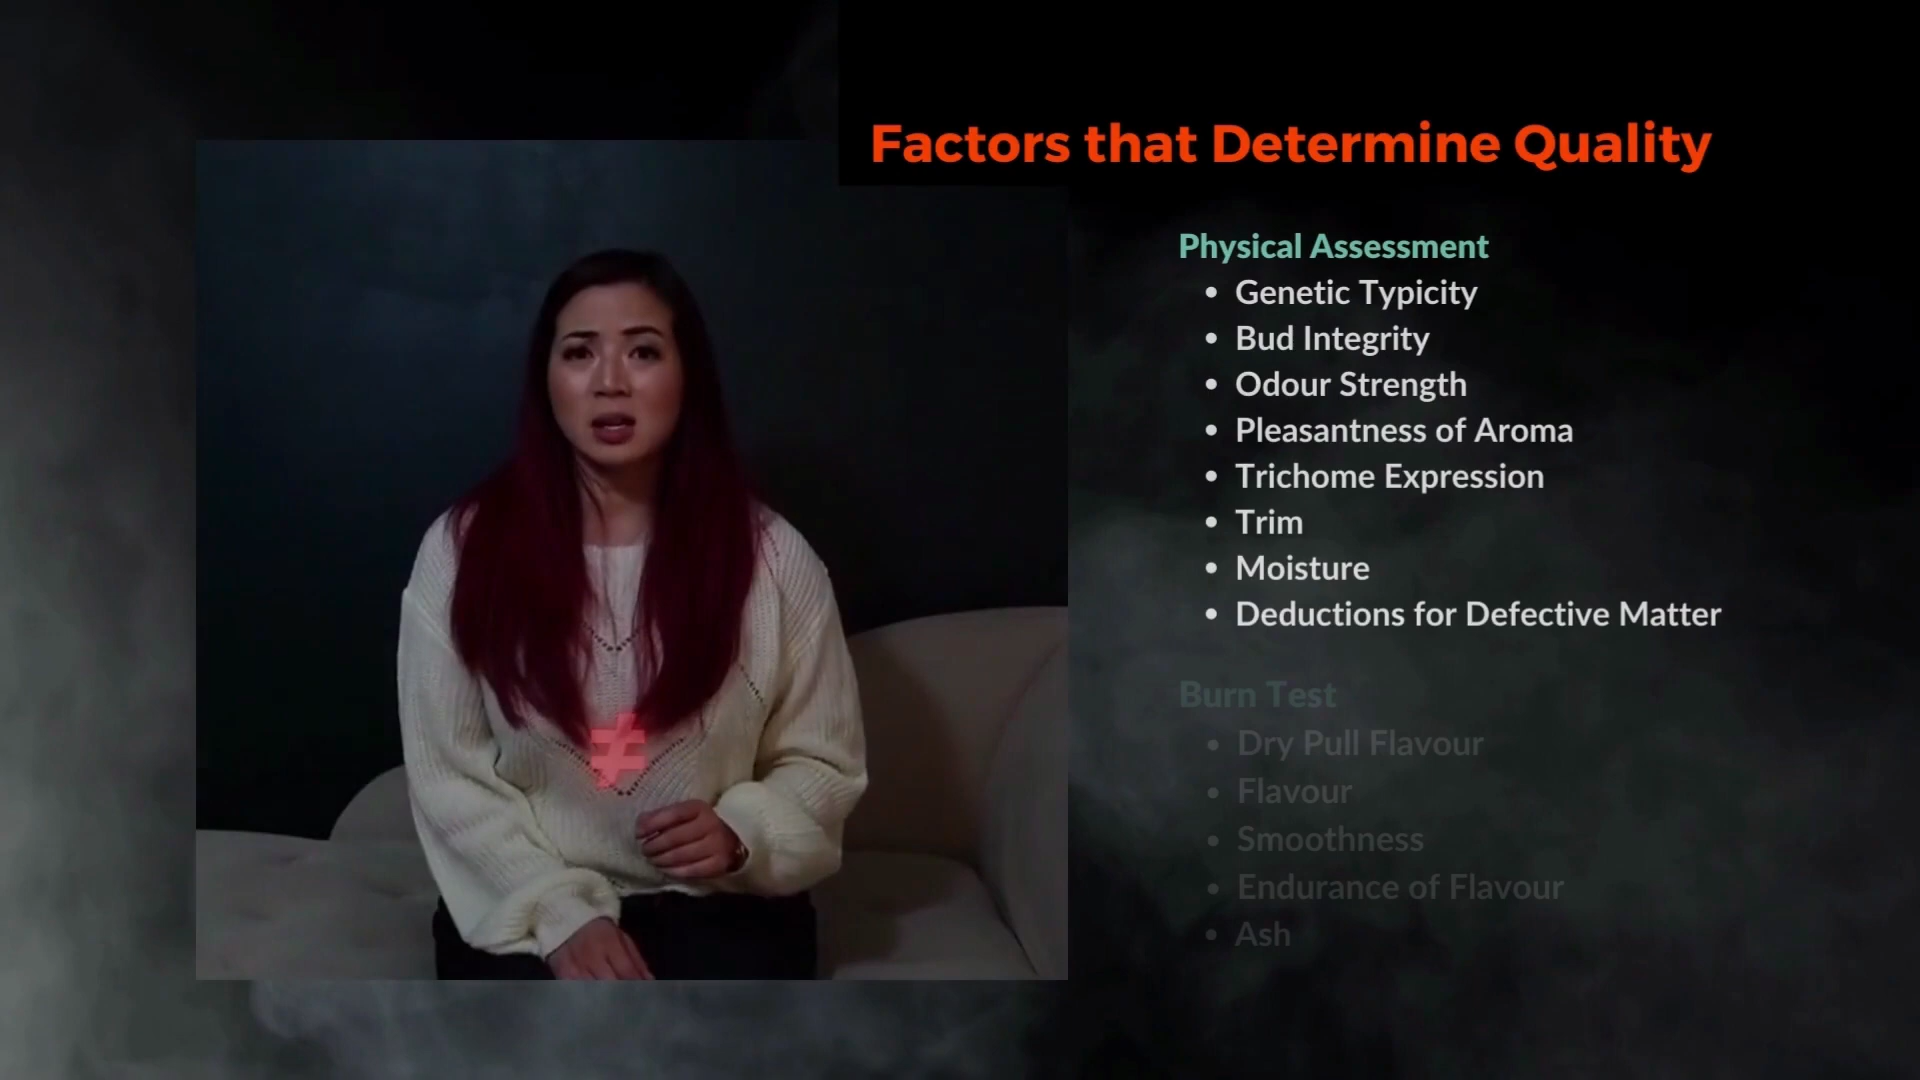 Factors that Determine Quality
Physical Assessment
• Genetic Typicity
• Bud Integrity
• Odour Strength
• Pleasantness of Aroma
• Trichome Expression
• Trim
• Moisture
• Deductions for Defective Matter
Burn Test
• Dry Pull Flavour
• Flavour
• Smoothness
• Endurance of Flavour
• Ash
≠